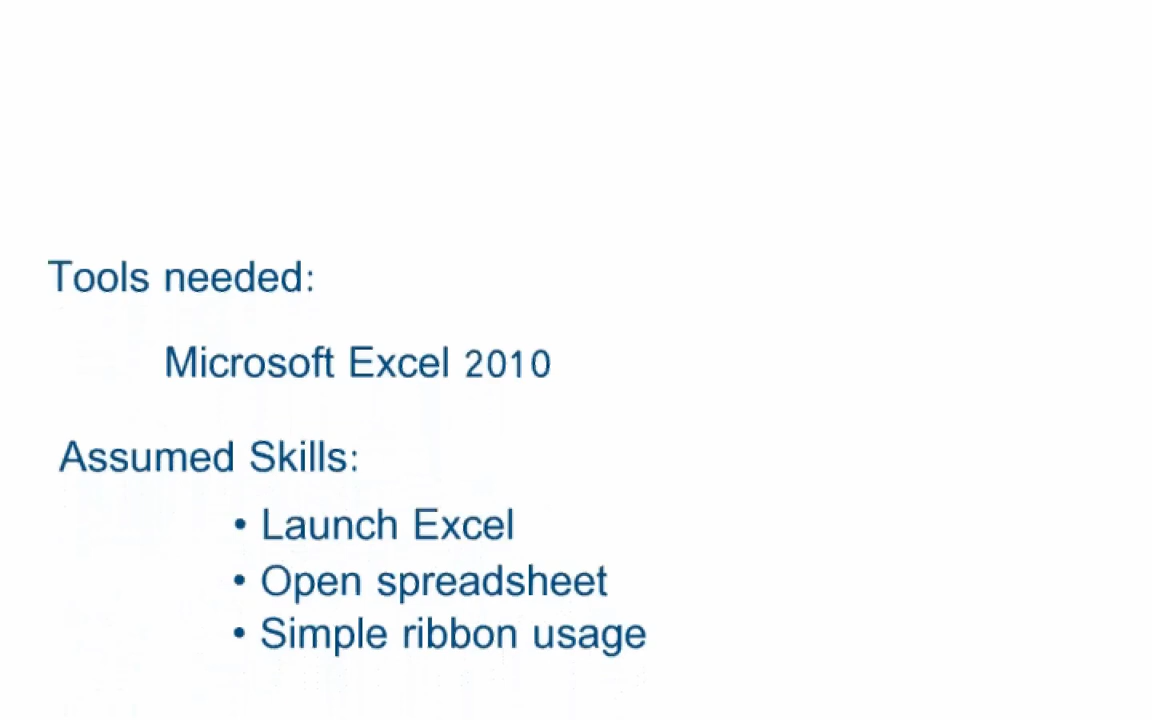 Tools needed:
Microsoft Excel 2010
Assumed Skills:
• Launch Excel
• Open spreadsheet
• Simple ribbon usage